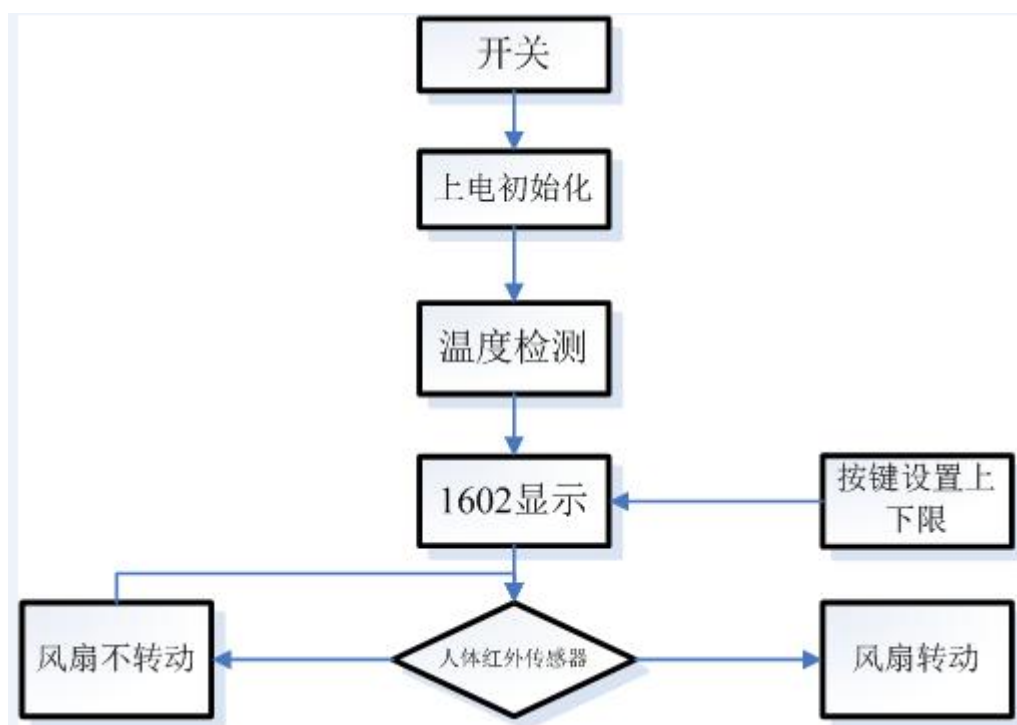 开关
上电初始化
温度检测
1602显示
按键设置上
下限
风扇不转动
人体红外传感器
风扇转动